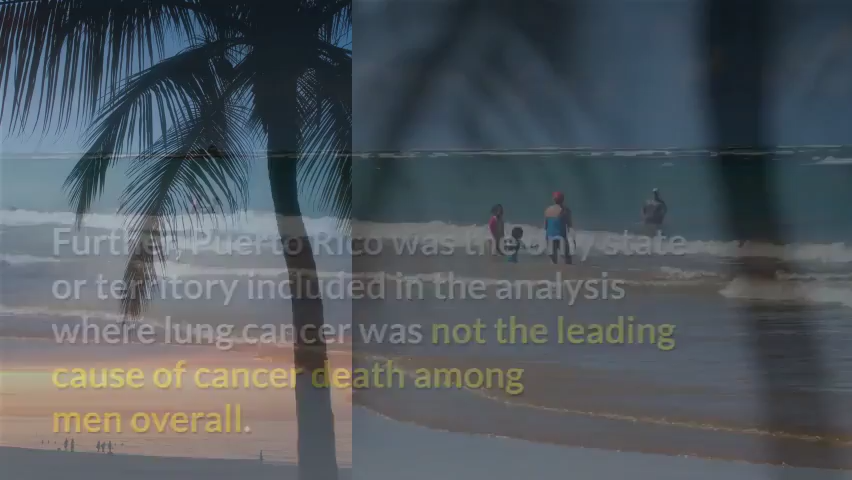 Further, Puerto Rico was the only state
or territory included in the analysis
where lung cancer was not the leading
cause of cancer death among
men overall.